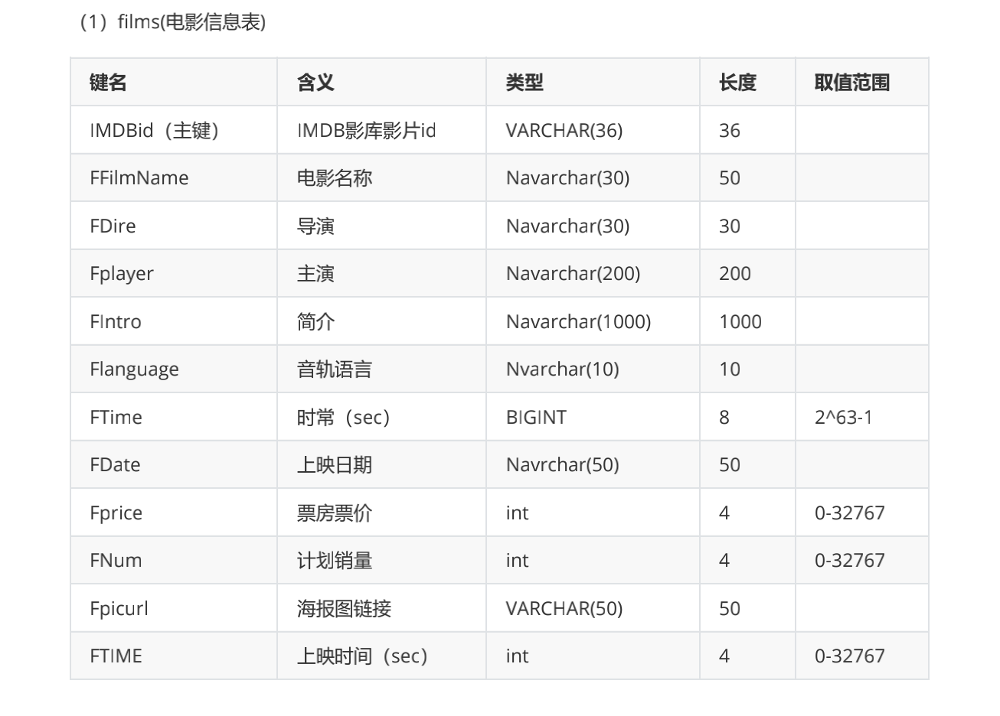 （1）films(电影信息表)
键名 含义 类型 长度 取值范围
IMDBid（主键） IMDB影库影片id VARCHAR(36) 36
FFilmName 电影名称 Navarchar(30) 50
FDire 导演 Navarchar(30) 30
Fplayer 主演 Navarchar(200) 200
FIntro 简介 Navarchar(1000) 1000
Flanguage 音轨语言 Nvarchar(10) 10
FTime 时常（sec） BIGINT 8 2^63-1
FDate 上映日期 Navrchar(50) 50
Fprice 票房票价 int 4 0-32767
FNum 计划销量 int 4 0-32767
Fpicurl 海报图链接 VARCHAR(50) 50
FTIME 上映时间（sec） int 4 0-32767